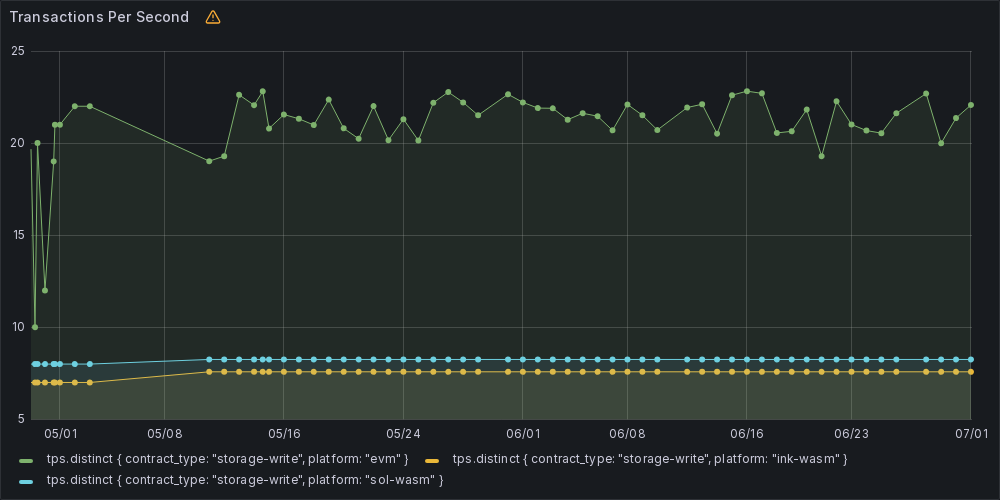 Transactions Per Second
25
20
15
10
5
05/01 05/08 05/16 05/24 06/01 06/08 06/16 06/23 07/01
tps.distinct { contract_type: "storage-write", platform: "evm" } tps.distinct { contract_type: "storage-write", platform: "ink-wasm" }
tps.distinct { contract_type: "storage-write", platform: "sol-wasm" }